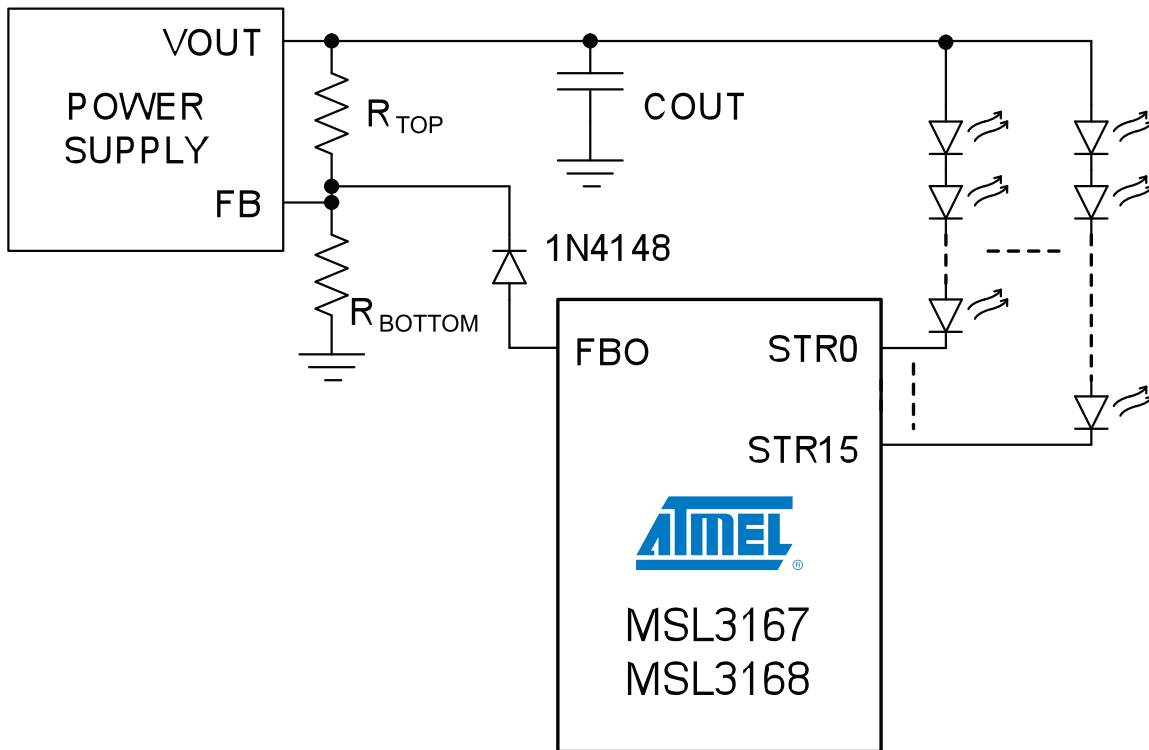 VOUT
POWER
SUPPLY
FB
RTOP
RBOTTOM
COUT
1N4148
FBO
STR0
STR15
ATMEL
®
MSL3167
MSL3168